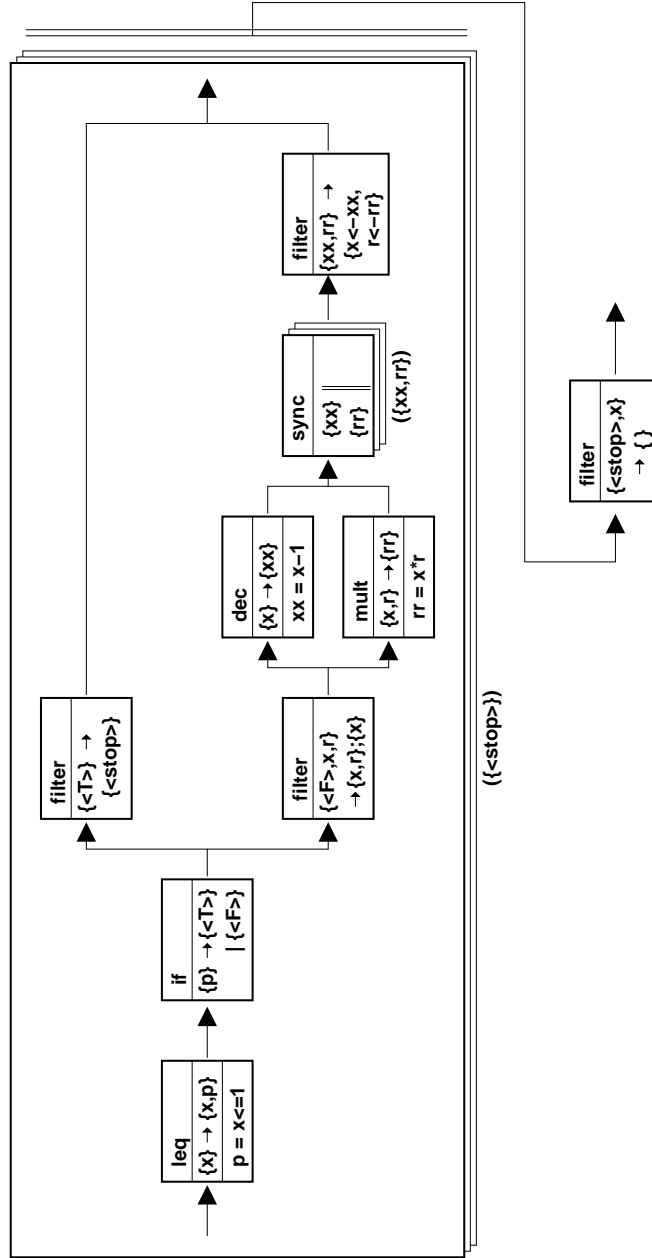 leq
{x} → {x,p}
p = x<=1
if
{p} →{<T>}
| {<F>}
filter
{<T>} →
{<stop>}
filter
{<F>,x,r}
→{x,r};{x}
dec
{x} →{xx}
xx = x−1
mult
{x,r} →{rr}
rr = x*r
sync
{xx}
{rr}
({xx,rr})
filter
{xx,rr} →
{x<−xx,
r<−rr}
({<stop>})
filter
{<stop>,x}
→ { }